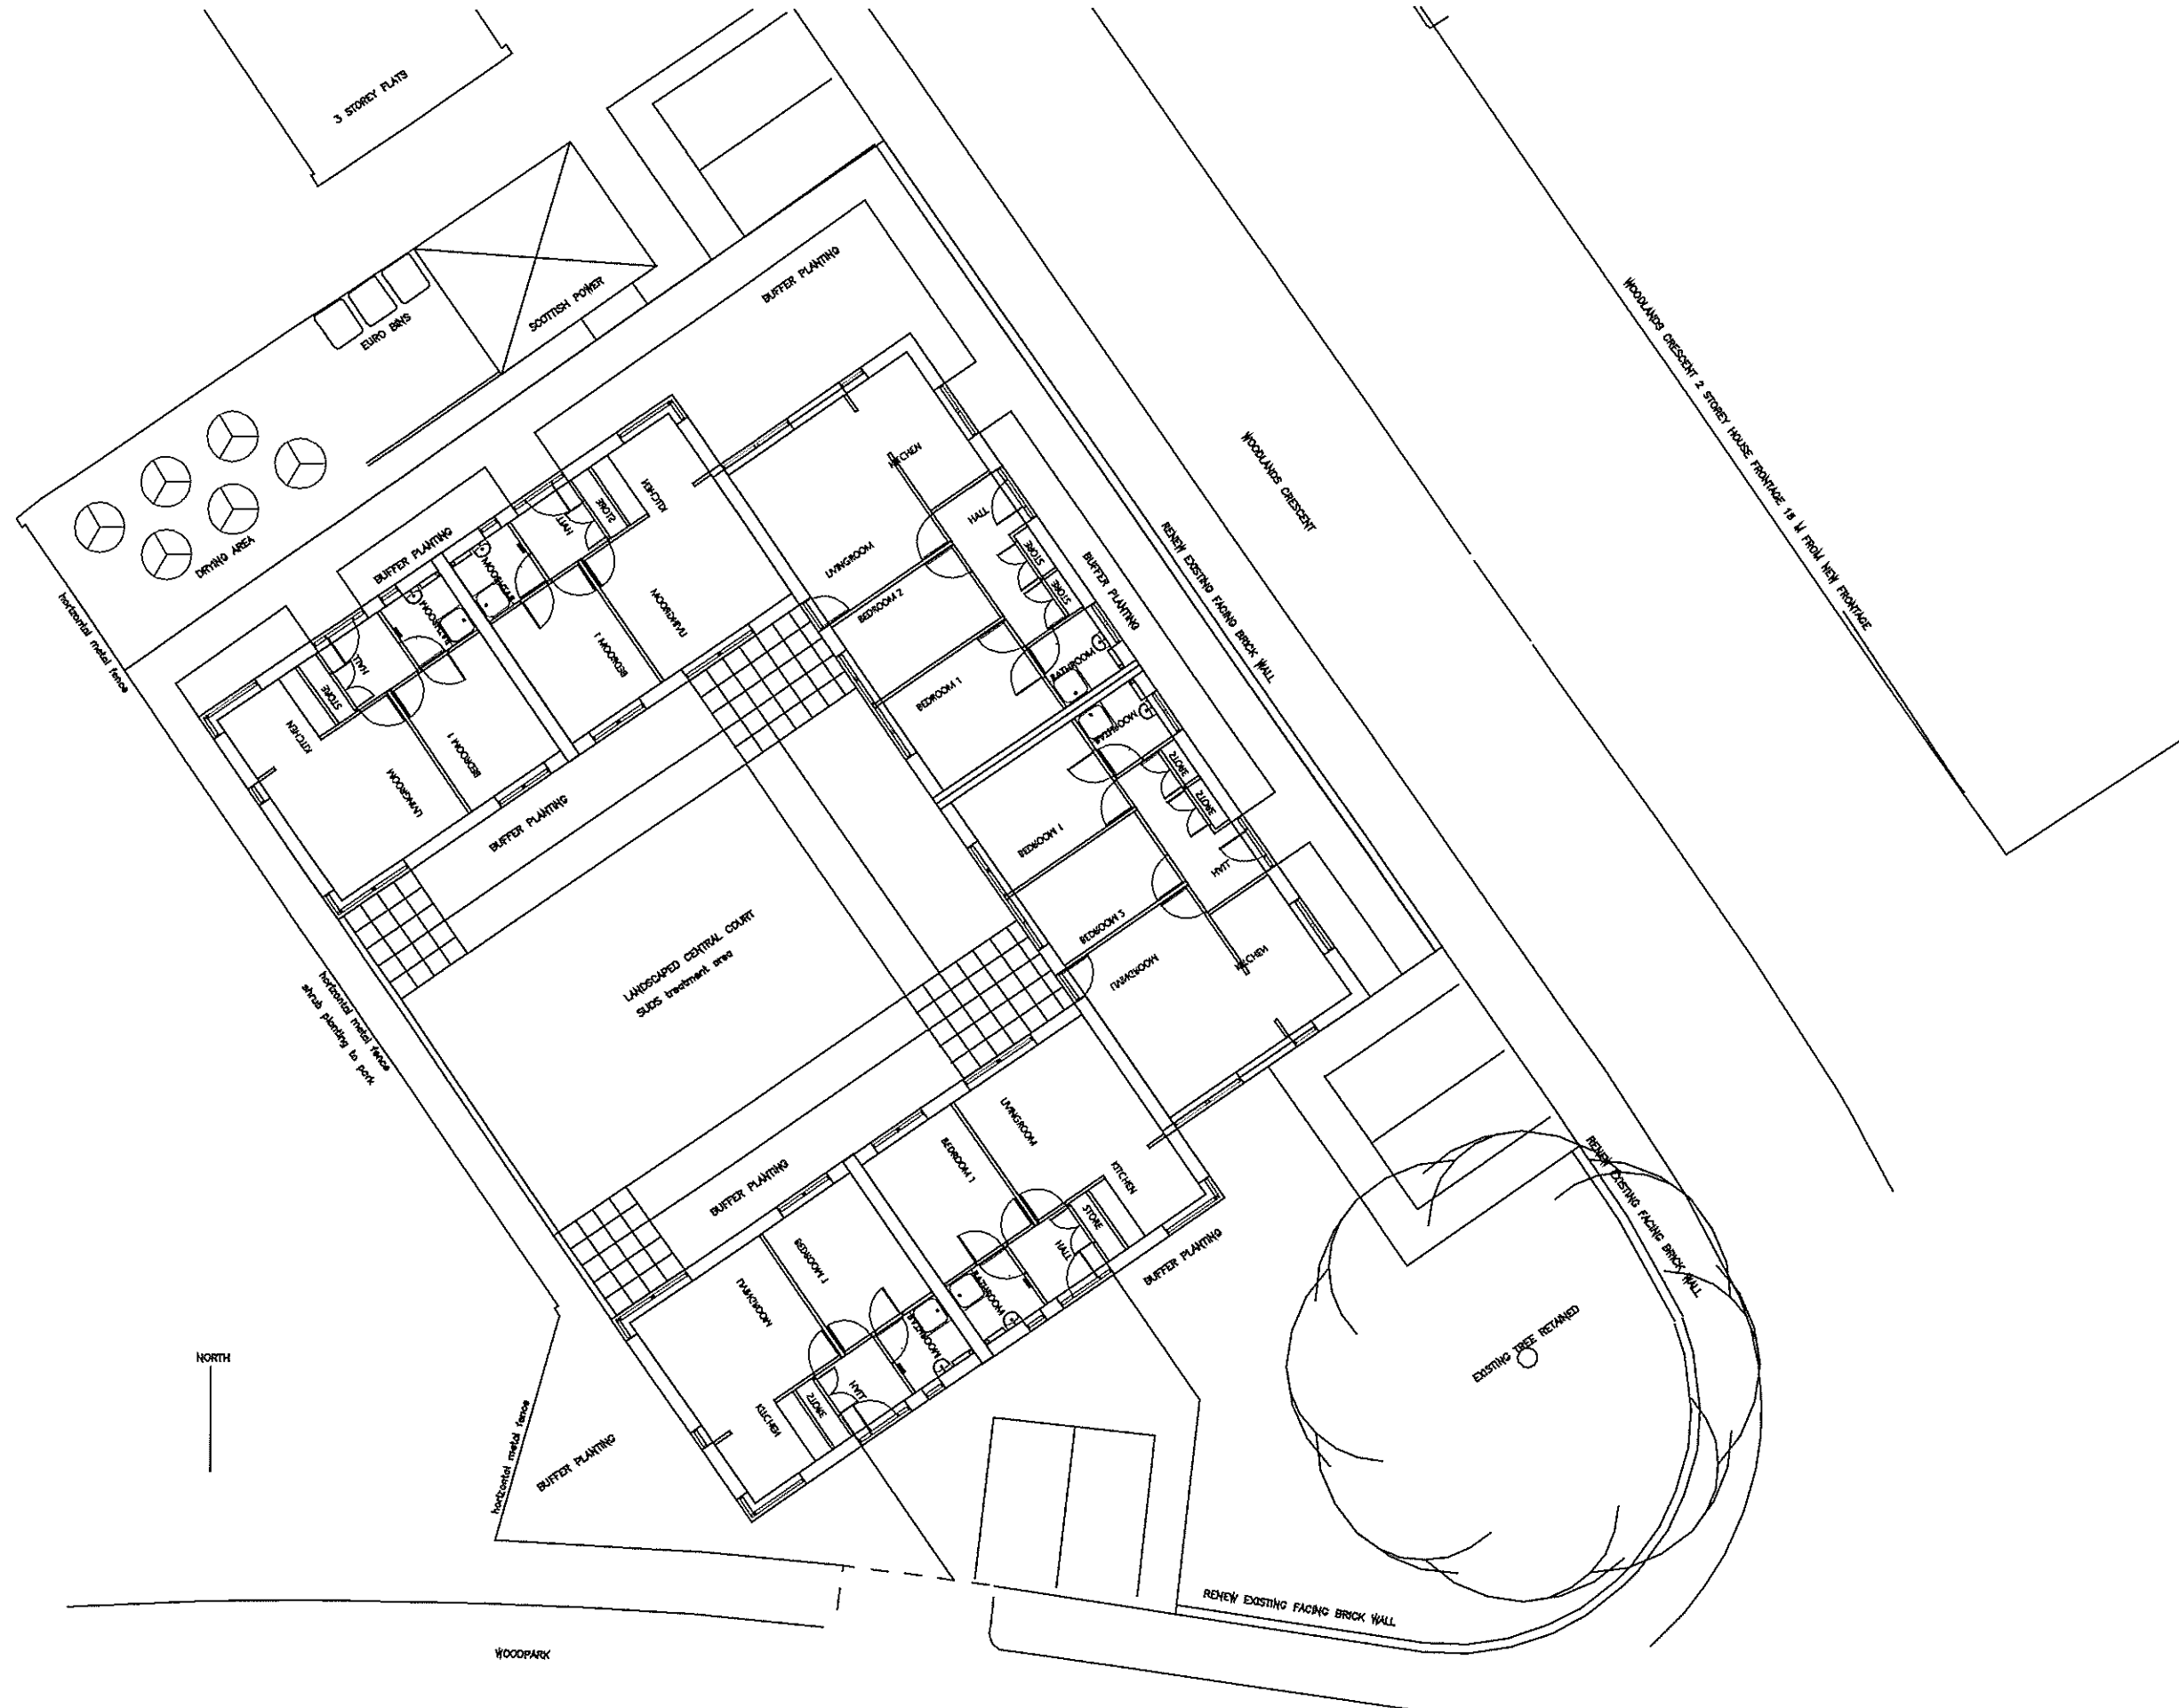 3 STOREY FLATS
BUFFER PLANTING
SCOTTISH POWER
EURO BINS
WOODLANDS CRESCENT 2 STOREY HOUSE FRONTAGE 18 M FROM NEW FRONTAGE
WOODLANDS CRESCENT
DRYING AREA
BUFFER PLANTING
horizontal metal fence
KITCHEN
STORE
HALL
BATHROOM
BEDROOM 1
LIVINGROOM
BATHROOM
HALL
STORE
KITCHEN
BEDROOM 1
LIVINGROOM
KITCHEN
HALL
LIVINGROOM
STORE
STORE
BEDROOM 2
BEDROOM 1
BATHROOM
BUFFER PLANTING
RENEW EXISTING FACING BRICK WALL
BATHROOM
STORE
STORE
BEDROOM 1
HALL
BEDROOM 2
LIVINGROOM
KITCHEN
BUFFER PLANTING
LANDSCAPED CENTRAL COURT
SUDS treatment area
horizontal metal fence
shrub planting to park
BUFFER PLANTING
LIVINGROOM
BEDROOM 1
KITCHEN
STORE
HALL
BATHROOM
BUFFER PLANTING
BEDROOM 1
LIVINGROOM
BATHROOM
HALL
STORE
KITCHEN
RENEW EXISTING FACING BRICK WALL
EXISTING TREE RETAINED
NORTH
horizontal metal fence
BUFFER PLANTING
RENEW EXISTING FACING BRICK WALL
WOODPARK